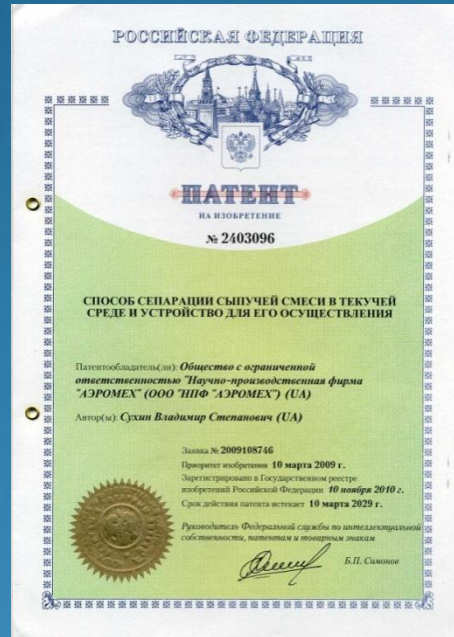 РОССИЙСКАЯ ФЕДЕРАЦИЯ
ПАТЕНТ
НА ИЗОБРЕТЕНИЕ
№ 2403096
СПОСОБ СЕПАРАЦИИ СЫПУЧЕЙ СМЕСИ В ТЕКУЧЕЙ
СРЕДЕ И УСТРОЙСТВО ДЛЯ ЕГО ОСУЩЕСТВЛЕНИЯ
Патентообладатель(ли): Общество с ограниченной
ответственностью "Научно-производственная фирма
"АЭРОМЕХ" (ООО "НПФ "АЭРОМЕХ") (UA)
Автор(ы): Сухин Владимир Степанович (UA)
Заявка № 2009108746
Приоритет изобретения 10 марта 2009 г.
Зарегистрировано в Государственном реестре
изобретений Российской Федерации 10 ноября 2010 г.
Срок действия патента истекает 10 марта 2029 г.
Руководитель Федеральной службы по интеллектуальной
собственности, патентам и товарным знакам
Б.П. Симонов